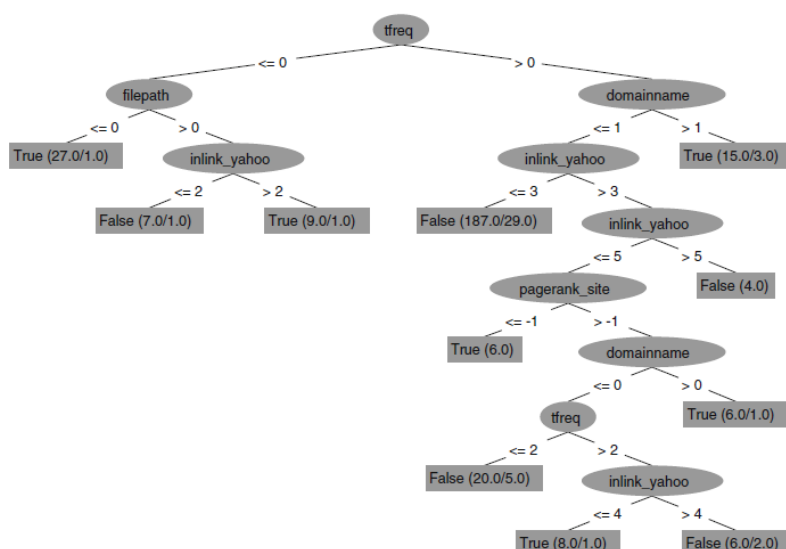 tfreq
<= 0 > 0
filepath domainname
<= 0 > 0 <= 1 > 1
True (27.0/1.0) inlink_yahoo inlink_yahoo True (15.0/3.0)
<= 2 > 2 <= 3 > 3
False (7.0/1.0) True (9.0/1.0) False (187.0/29.0) inlink_yahoo
<= 5 > 5
pagerank_site False (4.0)
<= -1 > -1
True (6.0) domainname
<= 0 > 0
tfreq True (6.0/1.0)
<= 2 > 2
False (20.0/5.0) inlink_yahoo
<= 4 > 4
True (8.0/1.0) False (6.0/2.0)